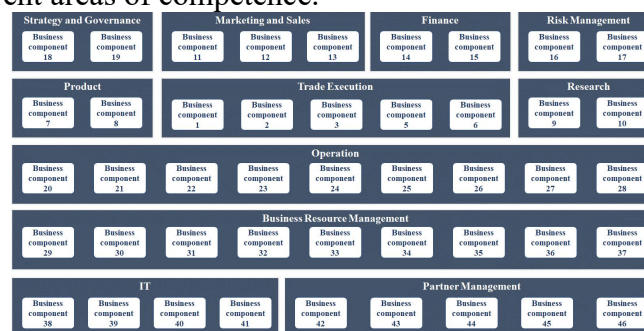 ent areas of competence.
Strategy and Governance
Business component 18
Business component 19
Marketing and Sales
Business component 11
Business component 12
Business component 13
Finance
Business component 14
Business component 15
Risk Management
Business component 16
Business component 17
Product
Business component 7
Business component 8
Trade Execution
Business component 1
Business component 2
Business component 3
Business component 5
Business component 6
Research
Business component 9
Business component 10
Operation
Business component 20
Business component 21
Business component 22
Business component 23
Business component 24
Business component 25
Business component 26
Business component 27
Business component 28
Business Resource Management
Business component 29
Business component 30
Business component 31
Business component 32
Business component 33
Business component 34
Business component 35
Business component 36
Business component 37
IT
Business component 38
Business component 39
Business component 40
Business component 41
Partner Management
Business component 42
Business component 43
Business component 44
Business component 45
Business component 46